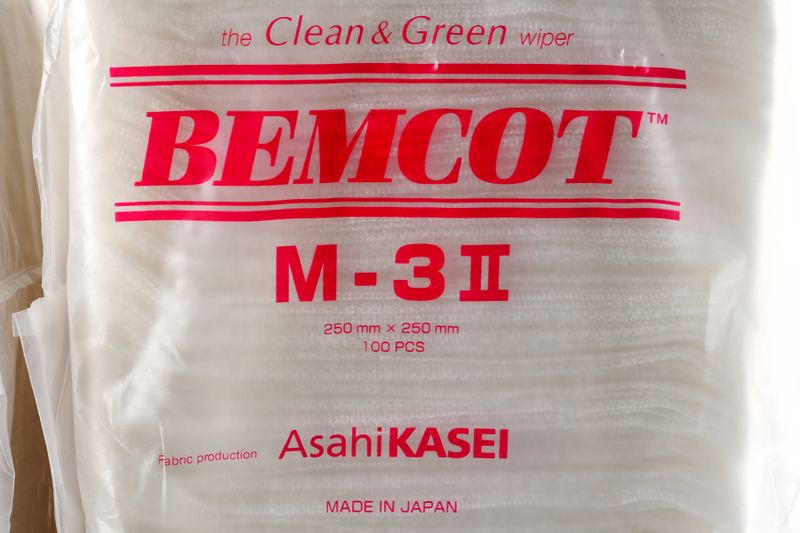 the Clean & Green wiper
BEMCOT™
M-3Ⅱ
250 mm × 250 mm
100 PCS
Fabric production AsahiKASEI
MADE IN JAPAN